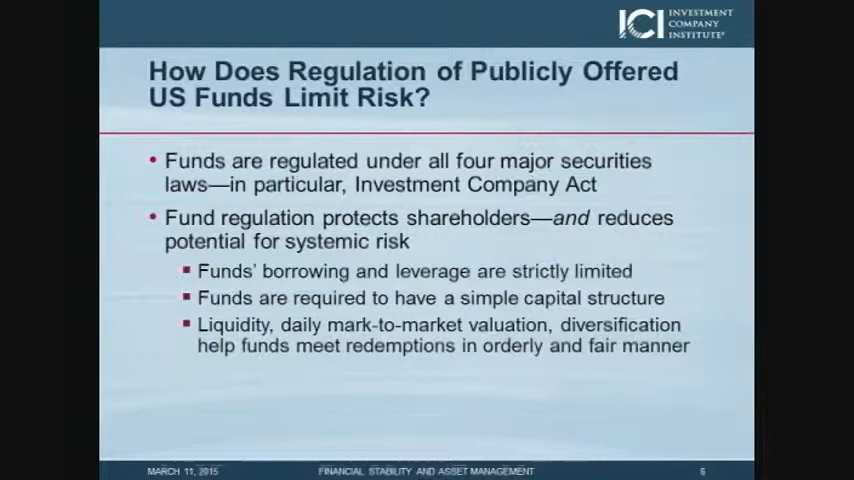 ICI INVESTMENT
COMPANY
INSTITUTE®
How Does Regulation of Publicly Offered
US Funds Limit Risk?
• Funds are regulated under all four major securities
laws—in particular, Investment Company Act
• Fund regulation protects shareholders—and reduces
potential for systemic risk
▪ Funds' borrowing and leverage are strictly limited
▪ Funds are required to have a simple capital structure
▪ Liquidity, daily mark-to-market valuation, diversification
help funds meet redemptions in orderly and fair manner
MARCH 11, 2015 FINANCIAL STABILITY AND ASSET MANAGEMENT